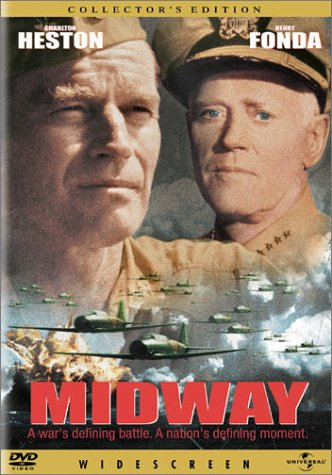 COLLECTOR'S EDITION
CHARLTON
HESTON
HENRY
FONDA
MIDWAY
A war's defining battle. A nation's defining moment.
DVD
VIDEO
WIDESCREEN
UNIVERSAL